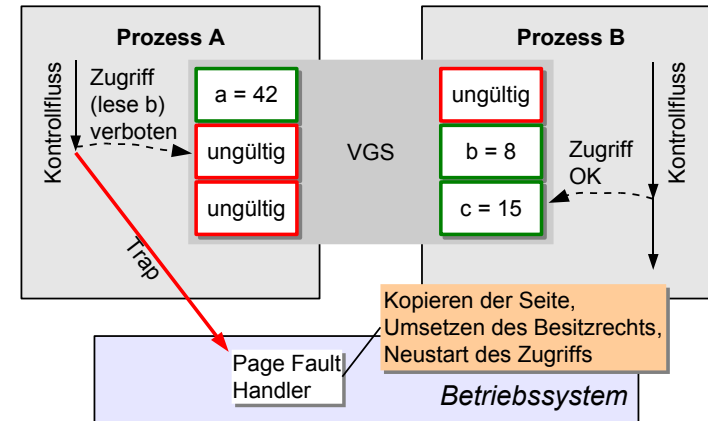 Prozess A
Kontrollfluss
Zugriff
(lese b)
verboten
a = 42
ungültig
ungültig
Trap
VGS
Prozess B
ungültig
b = 8
c = 15
Zugriff
OK
Kontrollfluss
Kopieren der Seite,
Umsetzen des Besitzrechts,
Neustart des Zugriffs
Page Fault
Handler
Betriebssystem